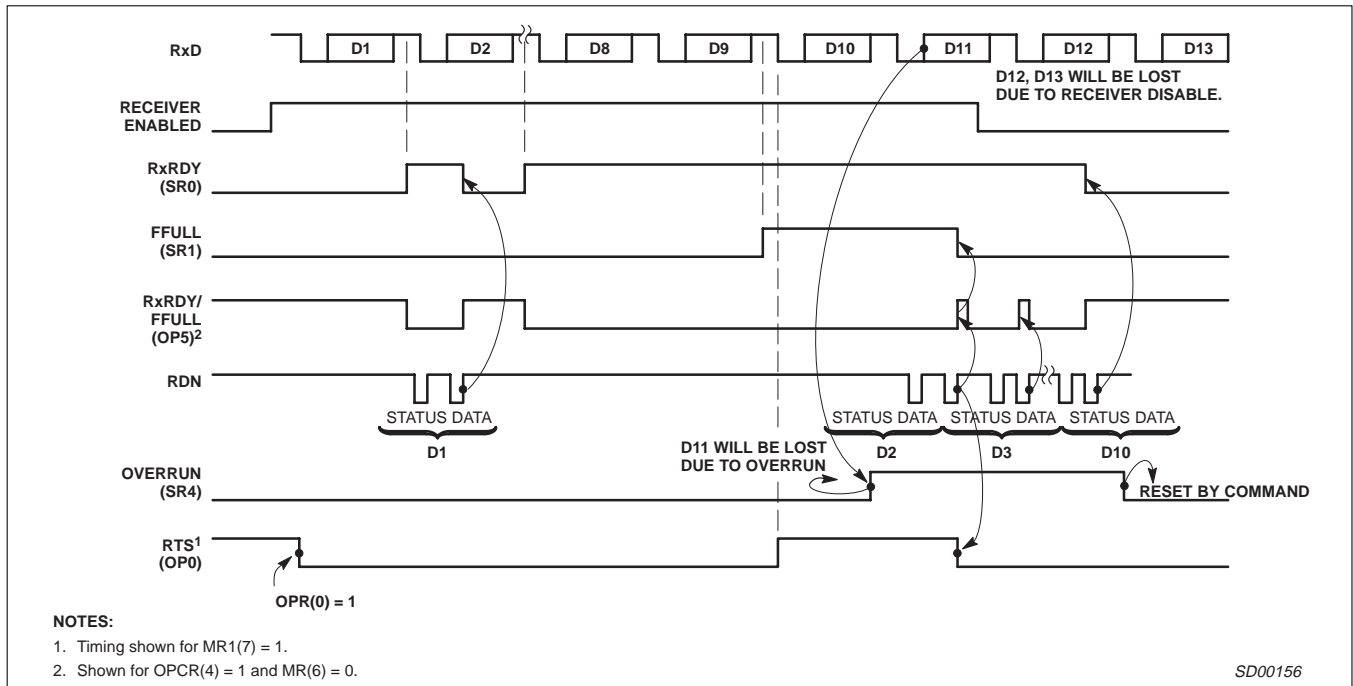 RxD
D1 D2 D8 D9 D10 D11 D12 D13
D12, D13 WILL BE LOST
DUE TO RECEIVER DISABLE.
RECEIVER
ENABLED
RxRDY
(SR0)
FFULL
(SR1)
RxRDY/
FFULL
(OP5)2
RDN
STATUS DATA STATUS DATA STATUS DATA STATUS DATA
D1 D2 D3 D10
D11 WILL BE LOST
DUE TO OVERRUN
OVERRUN
(SR4)
RESET BY COMMAND
RTS1
(OP0)
OPR(0) = 1
NOTES:
1. Timing shown for MR1(7) = 1.
2. Shown for OPCR(4) = 1 and MR(6) = 0.
SD00156